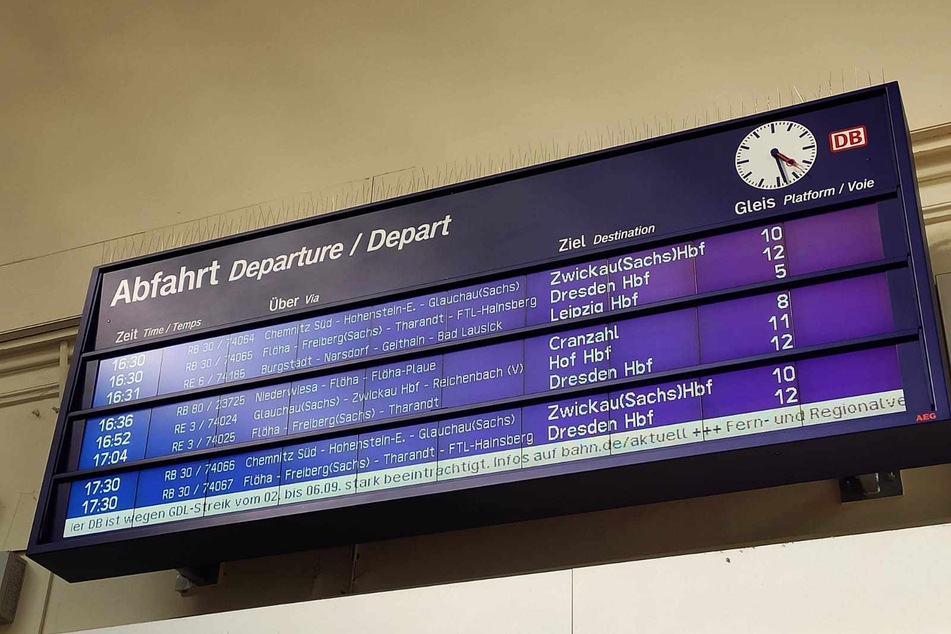 DB
Abfahrt Departure / Depart
Zeit Time / Temps Über Via Ziel Destination Gleis Platform / Voie
16:30 RB 30 / 74064 Chemnitz Süd - Hohenstein-E. - Glauchau(Sachs) Zwickau(Sachs)Hbf 10
16:30 RB 30 / 74065 Flöha - Freiberg(Sachs) - Tharandt - FTL-Hainsberg Dresden Hbf 12
16:31 RE 6 / 74185 Burgstädt - Narsdorf - Geithain - Bad Lausick Leipzig Hbf 5
16:36 RB 80 / 23725 Niederwiesa - Flöha - Flöha-Plaue Cranzahl 8
16:52 RE 3 / 74024 Glauchau(Sachs) - Zwickau Hbf - Reichenbach (V) Hof Hbf 11
17:04 RE 3 / 74025 Flöha - Freiberg(Sachs) - Tharandt Dresden Hbf 12
17:30 RB 30 / 74066 Chemnitz Süd - Hohenstein-E. - Glauchau(Sachs) Zwickau(Sachs)Hbf 10
17:30 RB 30 / 74067 Flöha - Freiberg(Sachs) - Tharandt - FTL-Hainsberg Dresden Hbf 12
ler DB ist wegen GDL-Streik vom 02. bis 06.09. stark beeinträchtigt. Infos auf bahn.de/aktuell +++ Fern- und Regionalve
AEG